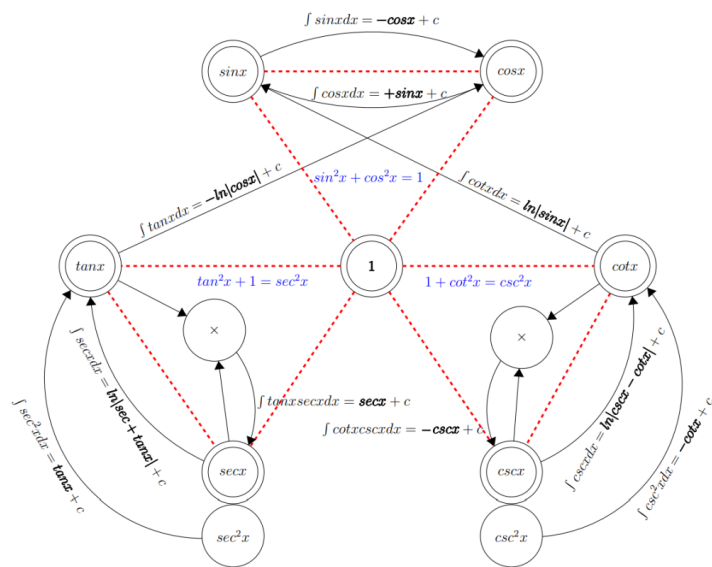 ∫ sinxdx = −cosx + c
sinx
cosx
∫ cosxdx = +sinx + c
sin²x + cos²x = 1
∫ tanxdx = −ln|cosx| + c
∫ cotxdx = ln|sinx| + c
tanx
1
cotx
tan²x + 1 = sec²x
1 + cot²x = csc²x
×
×
∫ secxdx = ln|sec + tanx| + c
∫ tanxsecxdx = secx + c
∫ cotxcscxdx = −cscx + c
∫ cscxdx = ln|cscx − cotx| + c
∫ sec²xdx = tanx + c
∫ csc²xdx = −cotx + c
secx
cscx
sec²x
csc²x